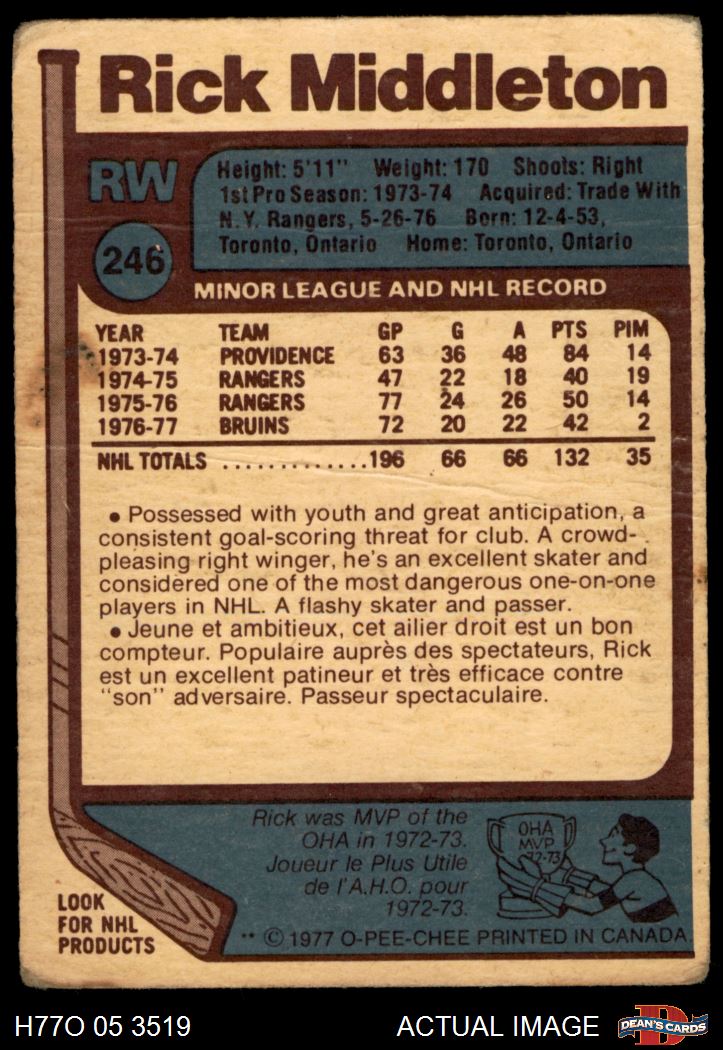 Rick Middleton
RW
Height: 5'11" Weight: 170 Shoots: Right
1st Pro Season: 1973-74 Acquired: Trade With
N.Y. Rangers, 5-26-76 Born: 12-4-53,
Toronto, Ontario Home: Toronto, Ontario
246
MINOR LEAGUE AND NHL RECORD
YEAR TEAM GP G A PTS PIM
1973-74 PROVIDENCE 63 36 48 84 14
1974-75 RANGERS 47 22 18 40 19
1975-76 RANGERS 77 24 26 50 14
1976-77 BRUINS 72 20 22 42 2
NHL TOTALS .............196 66 66 132 35
• Possessed with youth and great anticipation, a
consistent goal-scoring threat for club. A crowd-
pleasing right winger, he's an excellent skater and
considered one of the most dangerous one-on-one
players in NHL. A flashy skater and passer.
• Jeune et ambitieux, cet ailier droit est un bon
compteur. Populaire auprès des spectateurs, Rick
est un excellent patineur et très efficace contre
"son" adversaire. Passeur spectaculaire.
Rick was MVP of the
OHA in 1972-73.
Joueur le Plus Utile
de l'A.H.O. pour
1972-73.
OHA
MVP
72-73
LOOK
FOR NHL
PRODUCTS
** © 1977 O-PEE-CHEE PRINTED IN CANADA
H77O 05 3519 ACTUAL IMAGE
D
DEAN'S CARDS